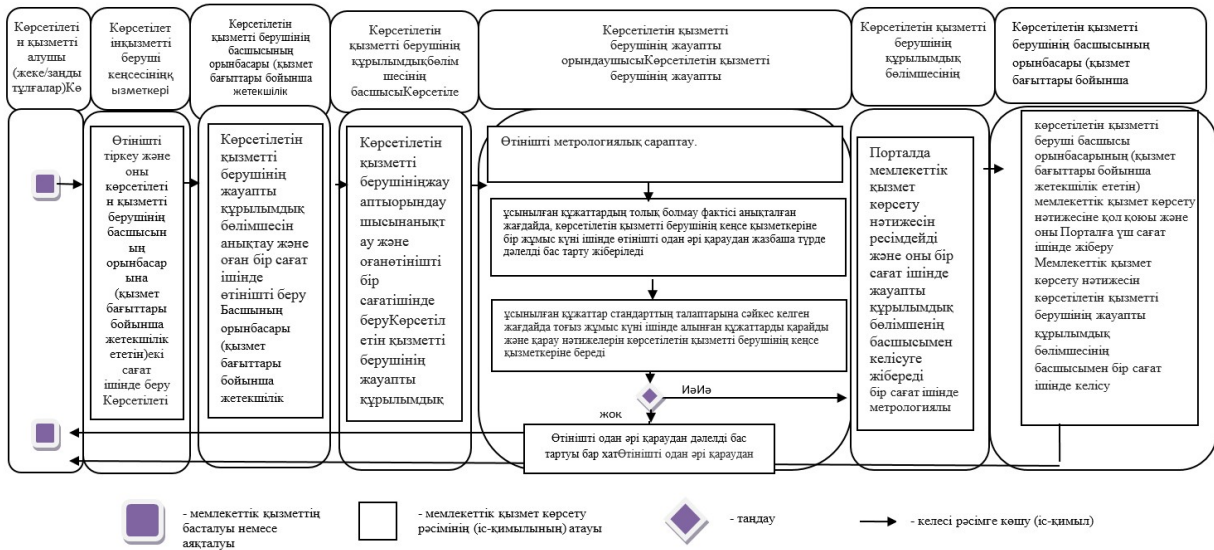 Көрсетілеті
н қызметті
алушы
(жеке/заңды
тұлғалар)Кө
Көрсетілет
інқызметті
беруші
кеңсесініңқ
ызметкері
Көрсетілетін
қызметті берушінің
басшысының
орынбасары (қызмет
бағыттары бойынша
жетекшілік
Көрсетілетін
қызметті
берушінің
құрылымдықбөлім
шесінің
басшысыКөрсетіле
Көрсетілетін қызметті
берушінің жауапты
орындаушысыКөрсетілетін қызметті
берушінің жауапты
Көрсетілетін қызметті
берушінің
құрылымдық
бөлімшесінің
Көрсетілетін қызметті
берушінің басшысының
орынбасары (қызмет
бағыттары бойынша
Өтінішті
тіркеу және
оны
көрсетілеті
н қызметті
берушінің
басшысын
ың
орынбасар
ына
(қызмет
бағыттары
бойынша
жетекшілік
ететін)екі
сағат
ішінде беру
Көрсетілеті
Көрсетілетін
қызметті
берушінің
жауапты
құрылымдық
бөлімшесін
анықтау және
оған бір сағат
ішінде
өтінішті беру
Басшының
орынбасары
(қызмет
бағыттары
бойынша
жетекшілік
Көрсетілетін
қызметті
берушініңжау
аптыорындау
шысынанықт
ау және
оғанөтінішті
бір
сағатішінде
беруКөрсетіл
етін қызметті
берушінің
жауапты
құрылымдық
Өтінішті метрологиялық сараптау.
ұсынылған құжаттардың толық болмау фактісі анықталған
жағдайда, көрсетілетін қызметті берушінің кеңсе қызметкеріне
бір жұмыс күні ішінде өтінішті одан әрі қараудан жазбаша түрде
дәлелді бас тарту жіберіледі
ұсынылған құжаттар стандарттың талаптарына сәйкес келген
жағдайда тоғыз жұмыс күні ішінде алынған құжаттарды қарайды
және қарау нәтижелерін көрсетілетін қызметті берушінің кеңсе
қызметкеріне береді
ИәИә
жоқ
Өтінішті одан әрі қараудан дәлелді бас
тартуы бар хатӨтінішті одан әрі қараудан
Порталда
мемлекеттік
қызмет
көрсету
нәтижесін
ресімдейді
және оны бір
сағат ішінде
жауапты
құрылымдық
бөлімшенің
басшысымен
келісуге
жібереді
бір сағат ішінде
метрологиялы
көрсетілетін қызметті
беруші басшысы
орынбасарының (қызмет
бағыттары бойынша
жетекшілік ететін)
мемлекеттік қызмет көрсету
нәтижесіне қол қоюы және
оны Порталға үш сағат
ішінде жіберу
Мемлекеттік қызмет
көрсету нәтижесін
көрсетілетін қызметті
берушінің жауапты
құрылымдық
бөлімшесінің
басшысымен бір сағат
ішінде келісу
- мемлекеттік қызметтің
басталуы немесе
аяқталуы
- мемлекеттік қызмет көрсету
рәсімінің (іс-қимылының) атауы
- таңдау
- келесі рәсімге көшу (іс-қимыл)